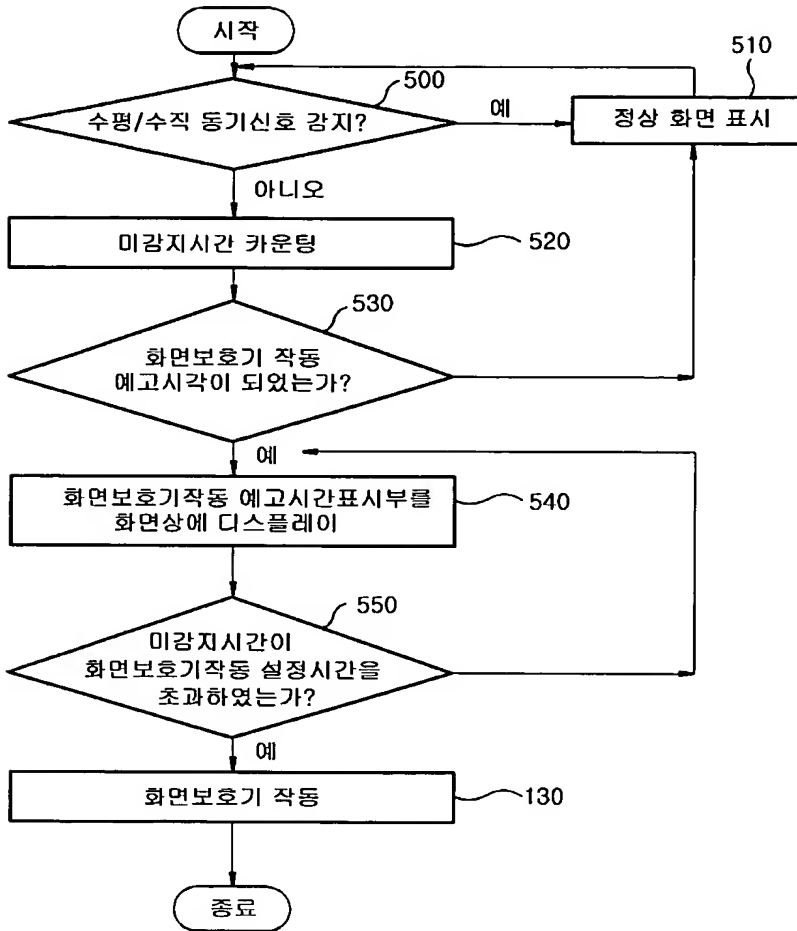 시작
500
수평/수직 동기신호 감지?
예
510
정상 화면 표시
아니오
미감지시간 카운팅
520
530
화면보호기 작동
예고시각이 되었는가?
예
화면보호기작동 예고시간표시부를
화면상에 디스플레이
540
550
미감지시간이
화면보호기작동 설정시간을
초과하였는가?
예
화면보호기 작동
130
종료